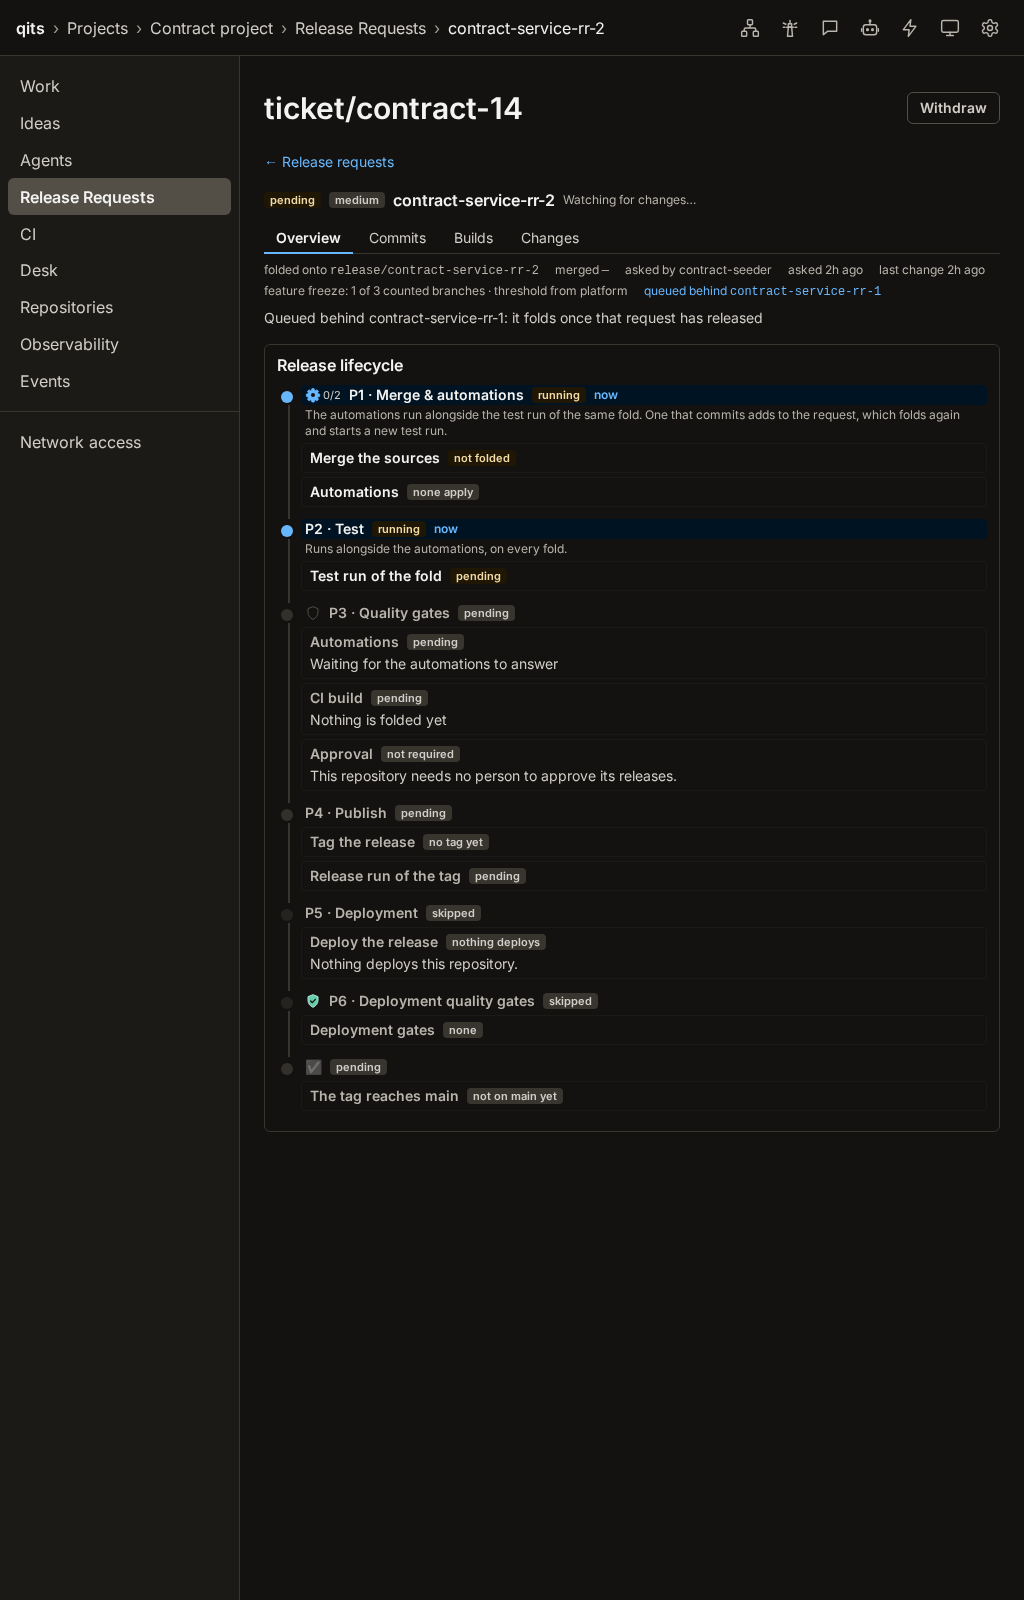 qits › Projects › Contract project › Release Requests › contract-service-rr-2
Work
Ideas
Agents
Release Requests
CI
Desk
Repositories
Observability
Events
Network access
ticket/contract-14
Withdraw
← Release requests
pending medium contract-service-rr-2 Watching for changes…
Overview Commits Builds Changes
folded onto release/contract-service-rr-2 merged — asked by contract-seeder asked 2h ago last change 2h ago
feature freeze: 1 of 3 counted branches · threshold from platform queued behind contract-service-rr-1
Queued behind contract-service-rr-1: it folds once that request has released
Release lifecycle
0/2 P1 · Merge & automations running now
The automations run alongside the test run of the same fold. One that commits adds to the request, which folds again
and starts a new test run.
Merge the sources not folded
Automations none apply
P2 · Test running now
Runs alongside the automations, on every fold.
Test run of the fold pending
P3 · Quality gates pending
Automations pending
Waiting for the automations to answer
CI build pending
Nothing is folded yet
Approval not required
This repository needs no person to approve its releases.
P4 · Publish pending
Tag the release no tag yet
Release run of the tag pending
P5 · Deployment skipped
Deploy the release nothing deploys
Nothing deploys this repository.
P6 · Deployment quality gates skipped
Deployment gates none
pending
The tag reaches main not on main yet